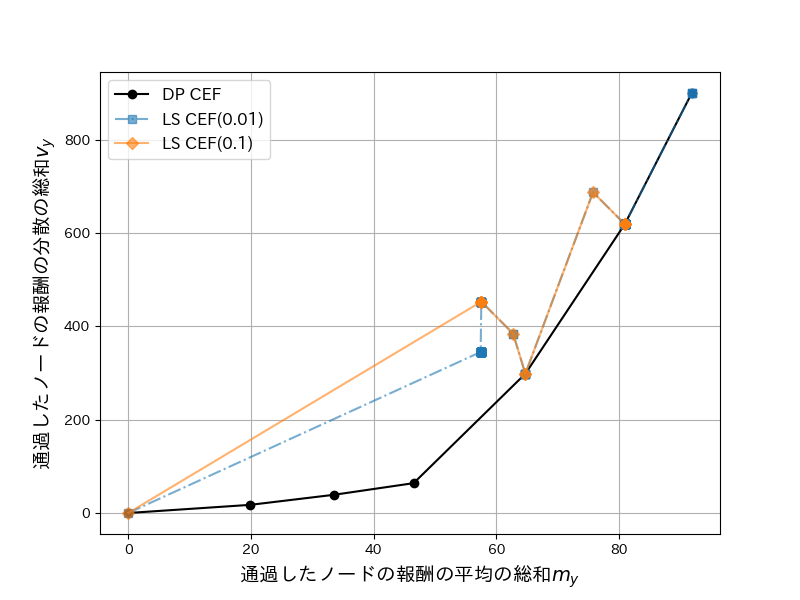 DP CEF
LS CEF(0.01)
LS CEF(0.1)
通過したノードの報酬の分散の総和v_y
800
600
400
200
0
0 20 40 60 80
通過したノードの報酬の平均の総和m_y